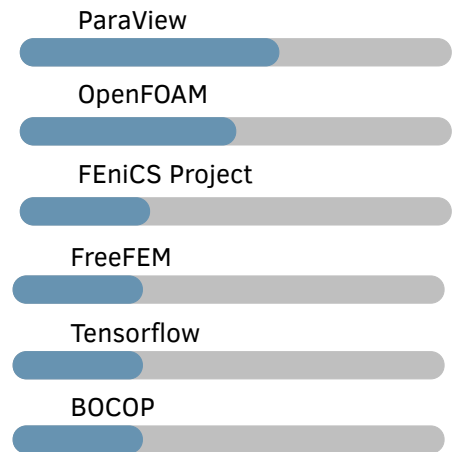 ParaView
OpenFOAM
FEniCS Project
FreeFEM
Tensorflow
BOCOP